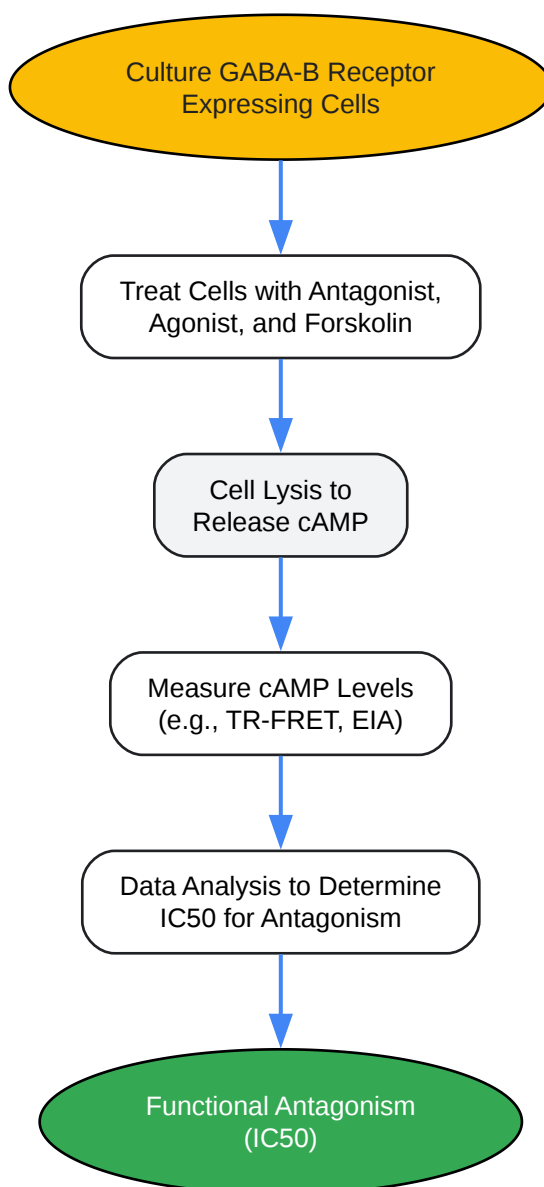 Culture GABA-B Receptor
Expressing Cells
Treat Cells with Antagonist,
Agonist, and Forskolin
Cell Lysis to
Release cAMP
Measure cAMP Levels
(e.g., TR-FRET, EIA)
Data Analysis to Determine
IC50 for Antagonism
Functional Antagonism
(IC50)